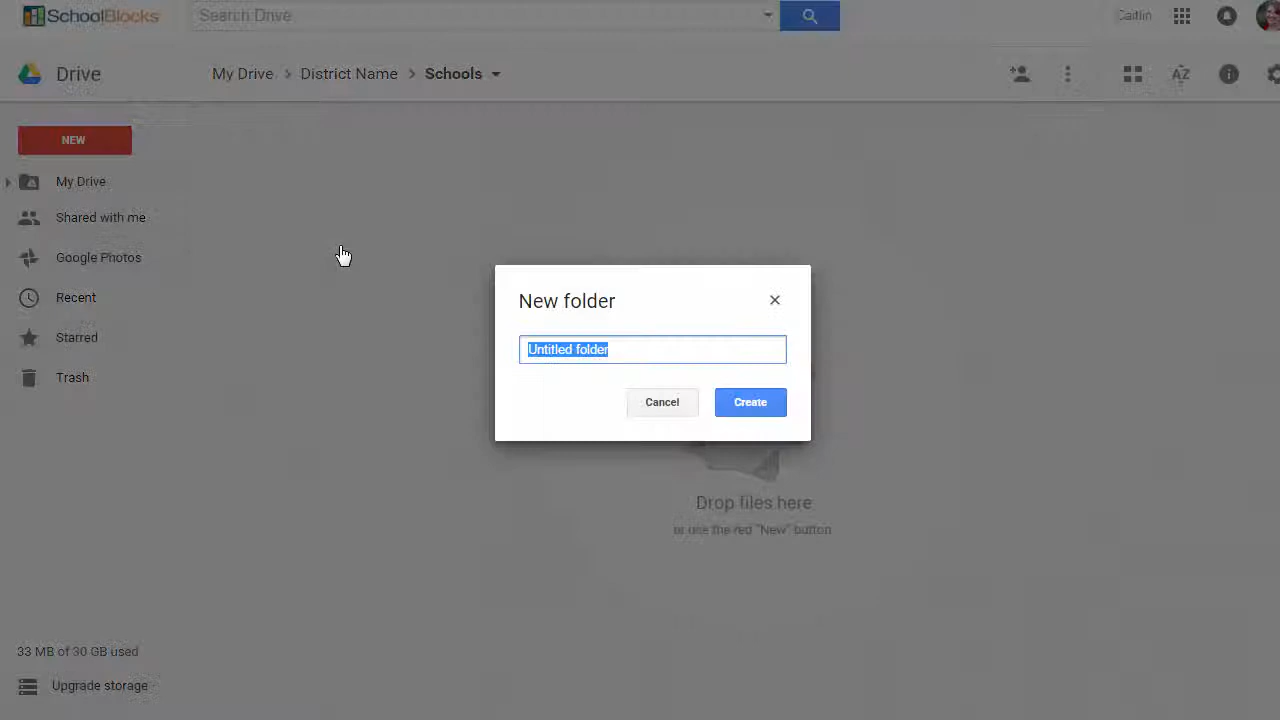 SchoolBlocks
Search Drive
Caitlin
Drive
My Drive > District Name > Schools
AZ
NEW
My Drive
Shared with me
Google Photos
Recent
Starred
Trash
New folder
Untitled folder
Cancel
Create
Drop files here
or use the red "New" button
33 MB of 30 GB used
Upgrade storage